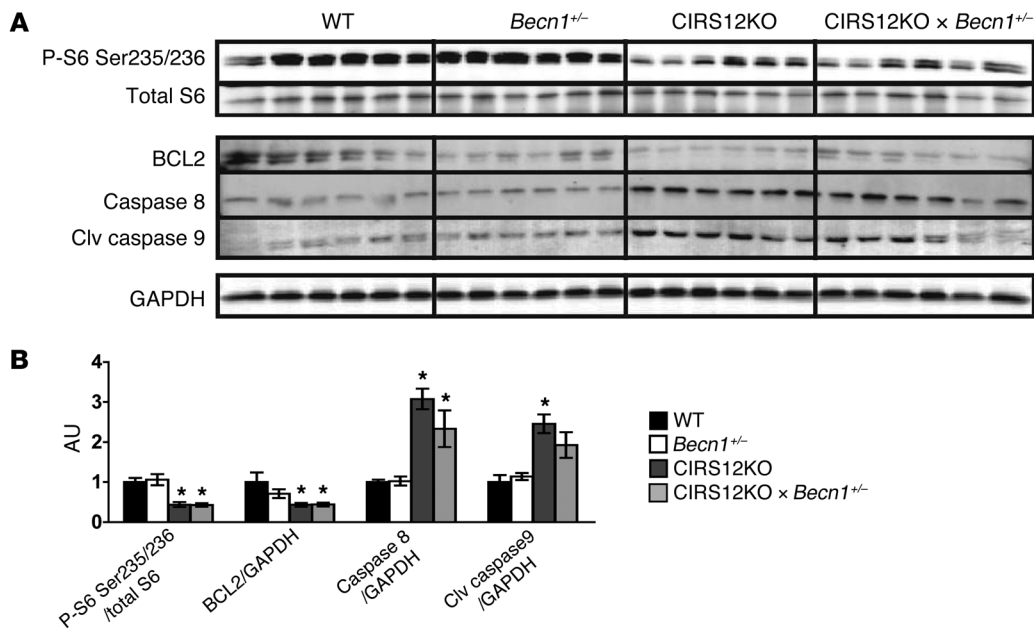 A
WT
Becn1+/–
CIRS12KO
CIRS12KO × Becn1+/–
P-S6 Ser235/236
Total S6
BCL2
Caspase 8
Clv caspase 9
GAPDH
B
AU
4
3
2
1
0
* *
* *
* *
*
P-S6 Ser235/236
/total S6
BCL2/GAPDH
Caspase 8
/GAPDH
Clv caspase9
/GAPDH
WT
Becn1+/–
CIRS12KO
CIRS12KO × Becn1+/–